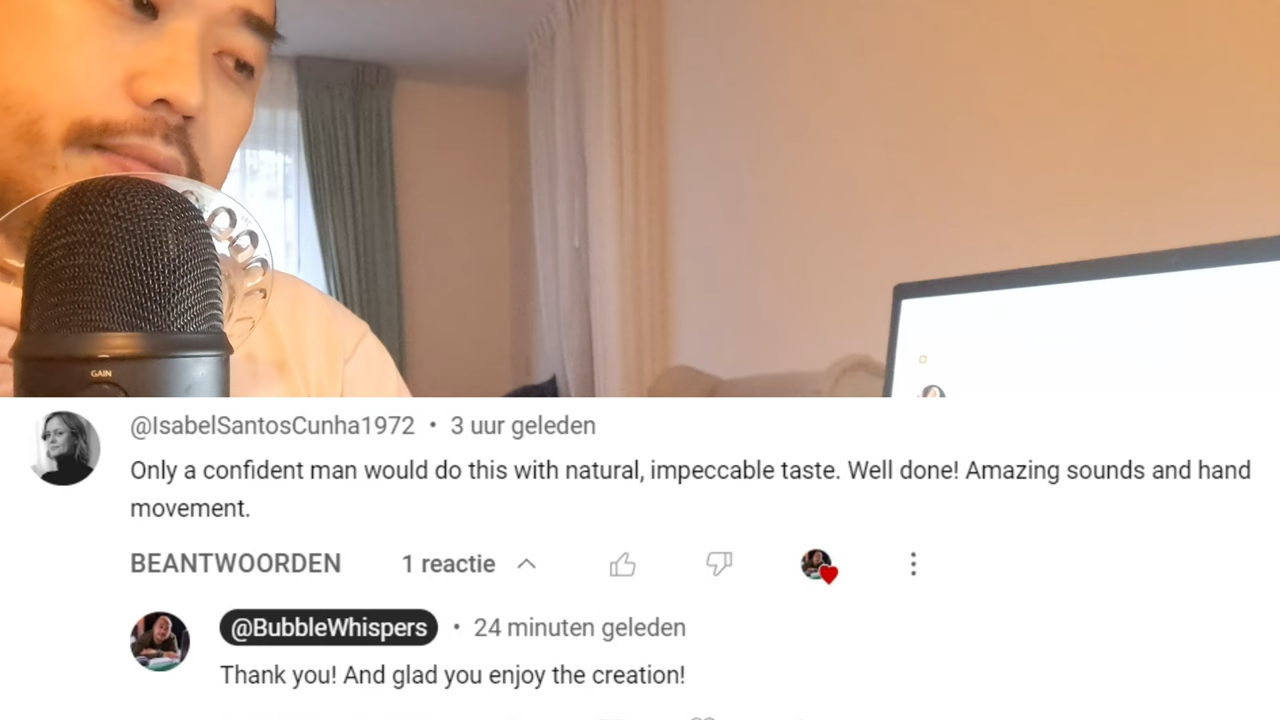 GAIN
@IsabelSantosCunha1972 • 3 uur geleden
Only a confident man would do this with natural, impeccable taste. Well done! Amazing sounds and hand
movement.
BEANTWOORDEN 1 reactie
@BubbleWhispers • 24 minuten geleden
Thank you! And glad you enjoy the creation!